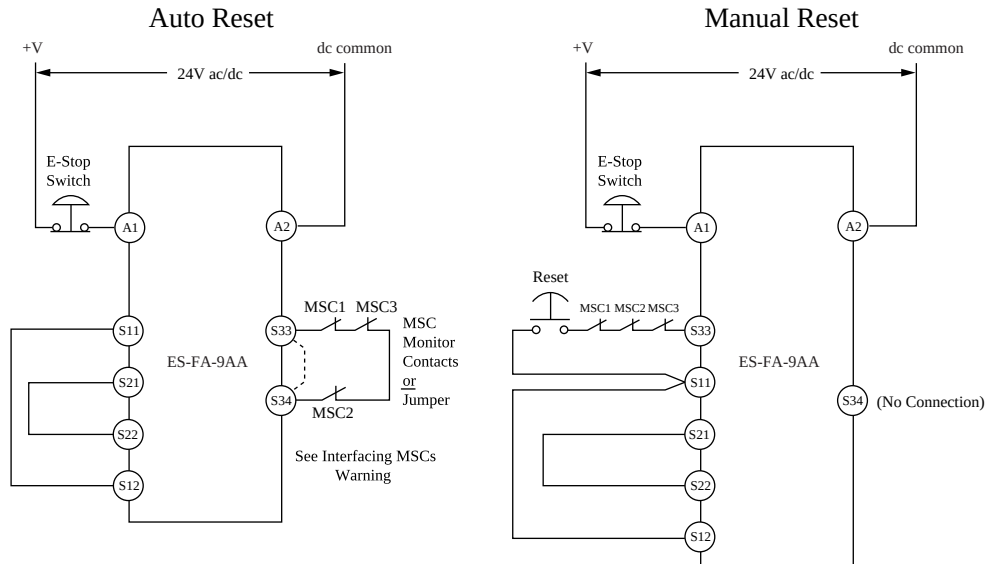 Auto Reset
+V
dc common
24V ac/dc
E-Stop
Switch
A1
A2
MSC1
MSC3
S11
S33
MSC
Monitor
Contacts
or
Jumper
ES-FA-9AA
S21
S34
MSC2
S22
See Interfacing MSCs
Warning
S12
Manual Reset
+V
dc common
24V ac/dc
E-Stop
Switch
A1
A2
Reset
MSC1
MSC2
MSC3
S33
ES-FA-9AA
S11
S34
(No Connection)
S21
S22
S12